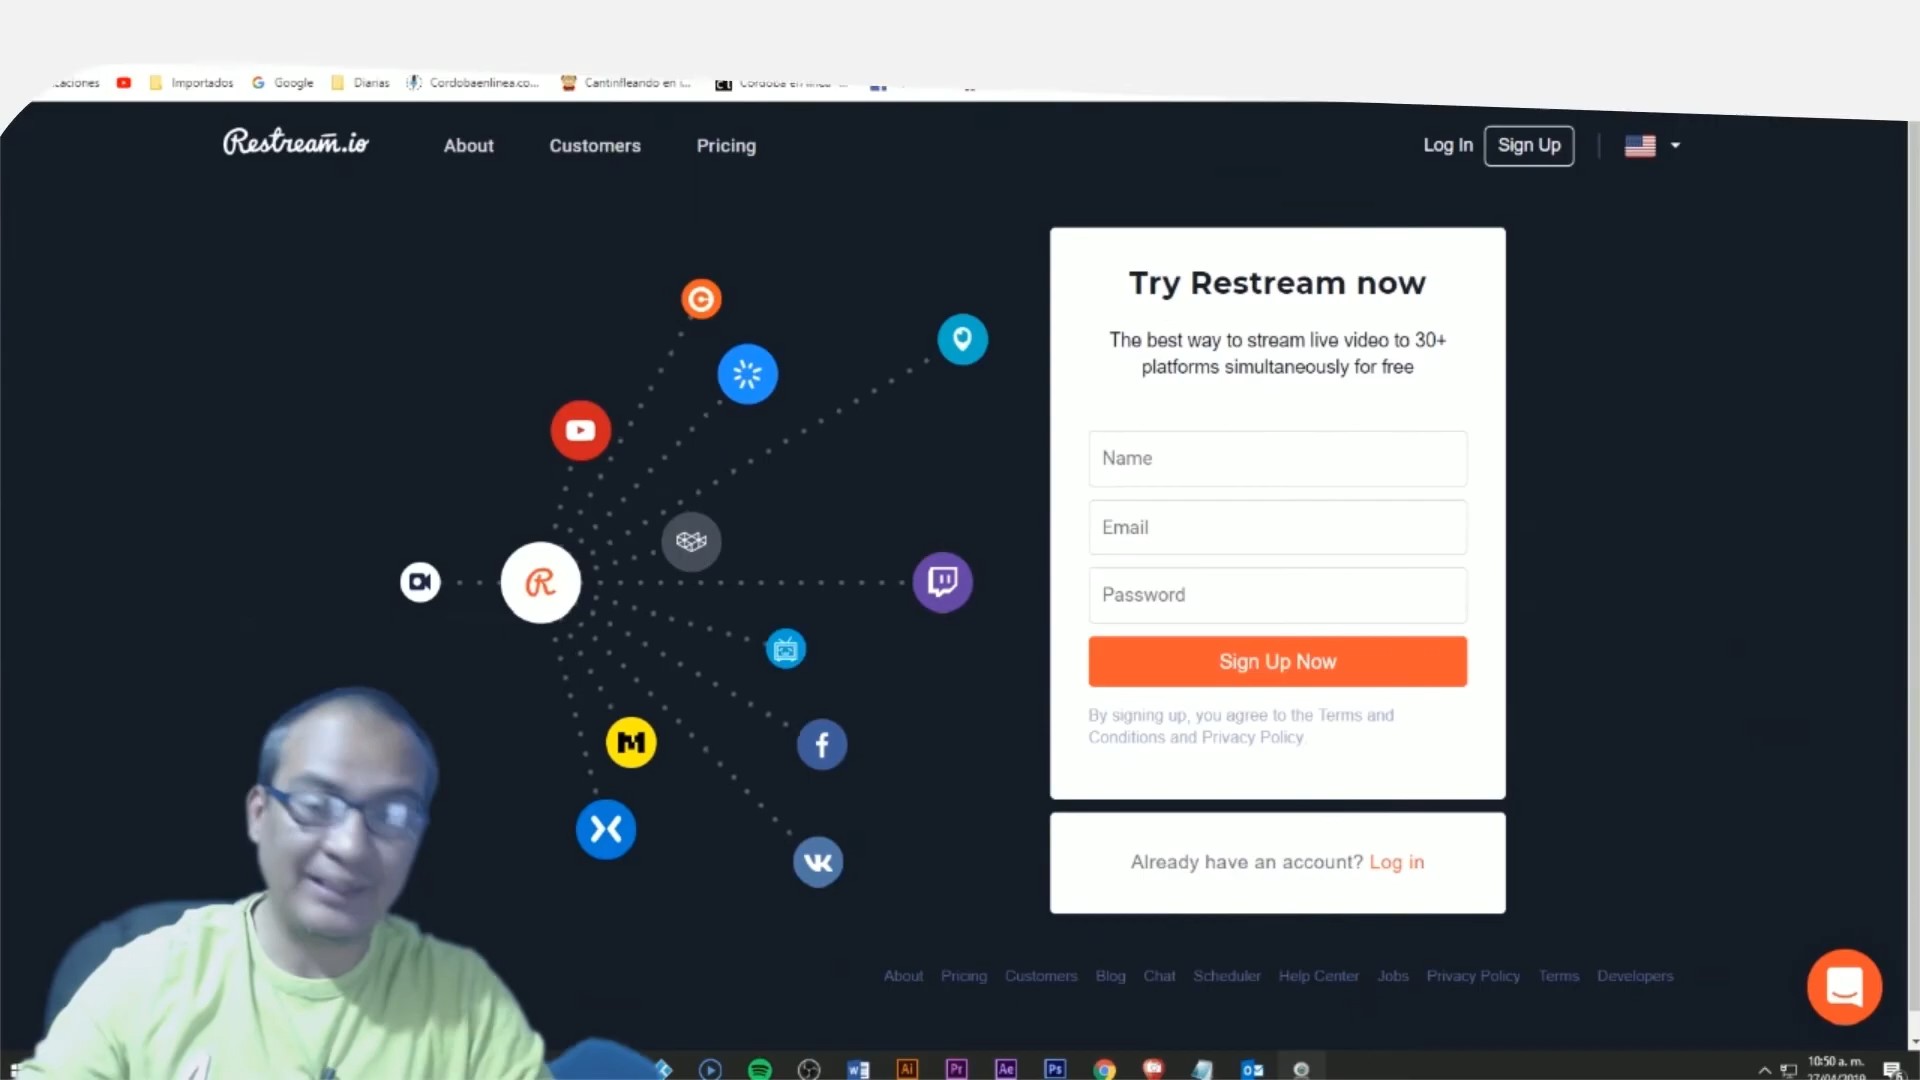 Importados Google Diarias Cordobaenlinea.co... Cantinfleando en
Restream.io About Customers Pricing Log In Sign Up
Try Restream now
The best way to stream live video to 30+
platforms simultaneously for free
Name
Email
Password
Sign Up Now
By signing up, you agree to the Terms and
Conditions and Privacy Policy
Already have an account? Log in
About Pricing Customers Blog Chat Scheduler Help Center Jobs Privacy Policy Terms Developers
10:50 a. m.